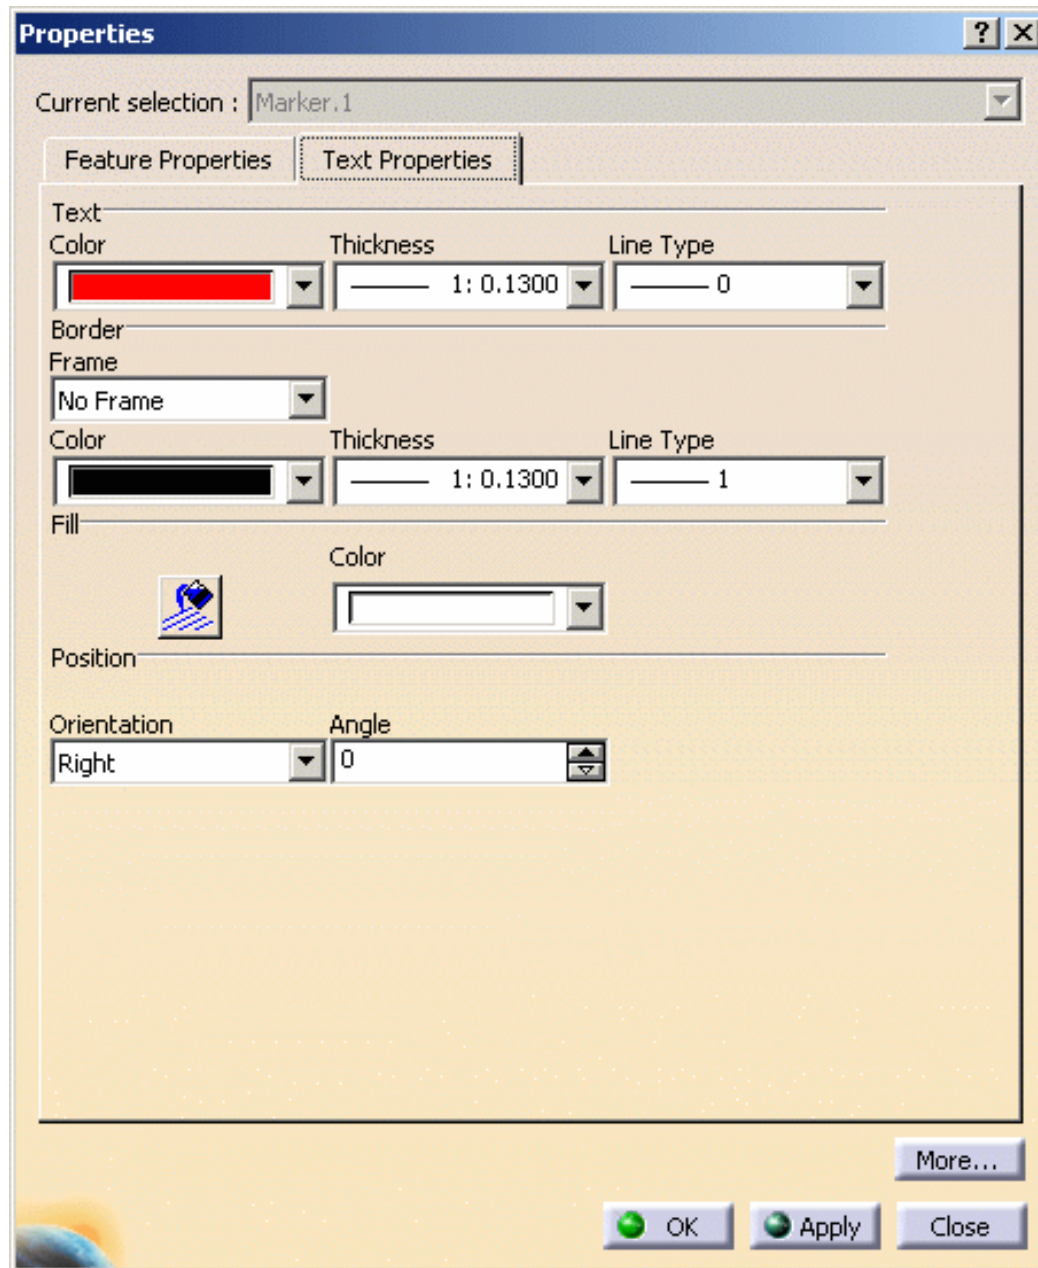 Properties ? X
Current selection : Marker.1
Feature Properties Text Properties
Text
Color Thickness Line Type
1: 0.1300 0
Border
Frame
No Frame
Color Thickness Line Type
1: 0.1300 1
Fill
Color
Position
Orientation Angle
Right 0
More...
OK Apply Close